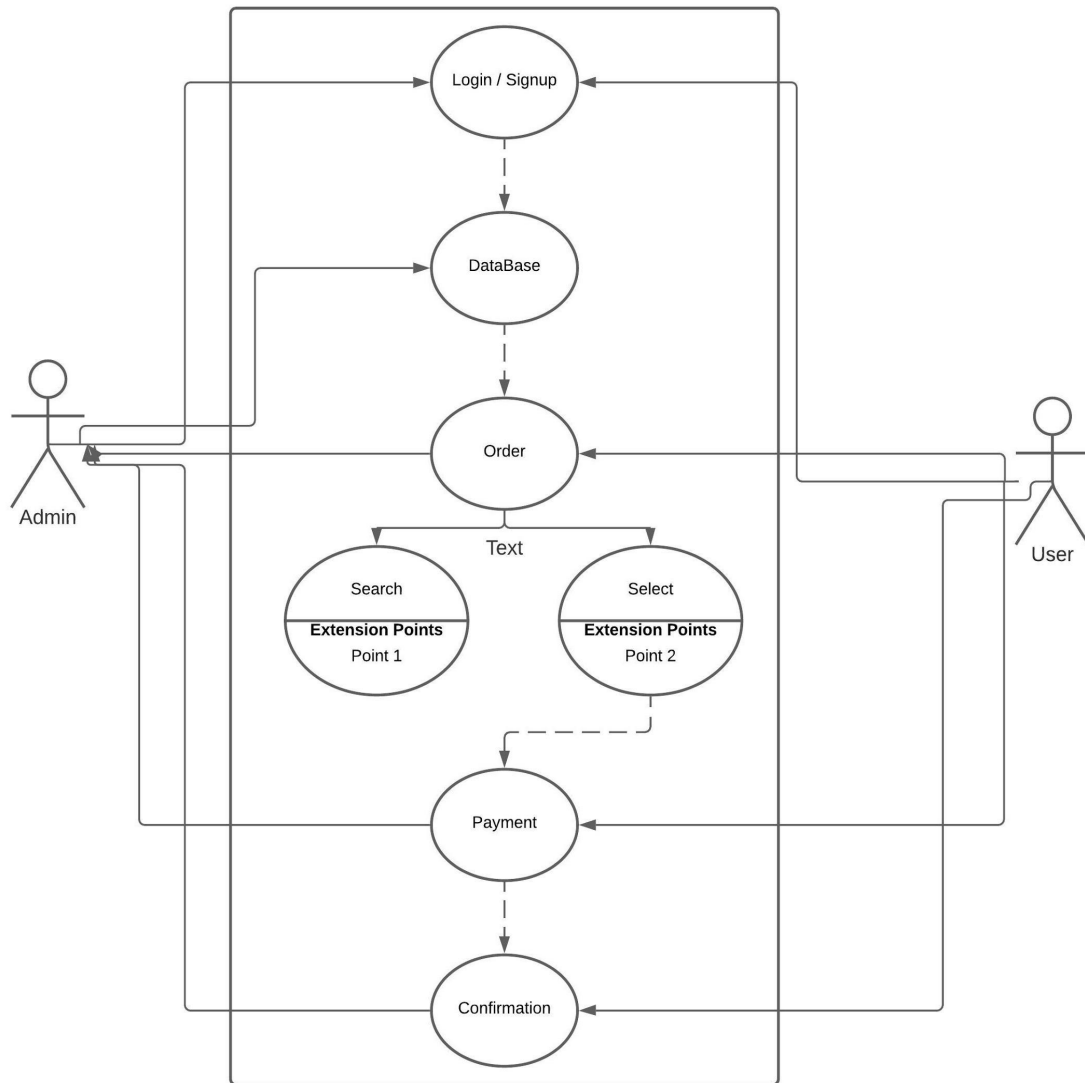 Login / Signup
DataBase
Order
Admin
User
Text
Search
Extension Points
Point 1
Select
Extension Points
Point 2
Payment
Confirmation